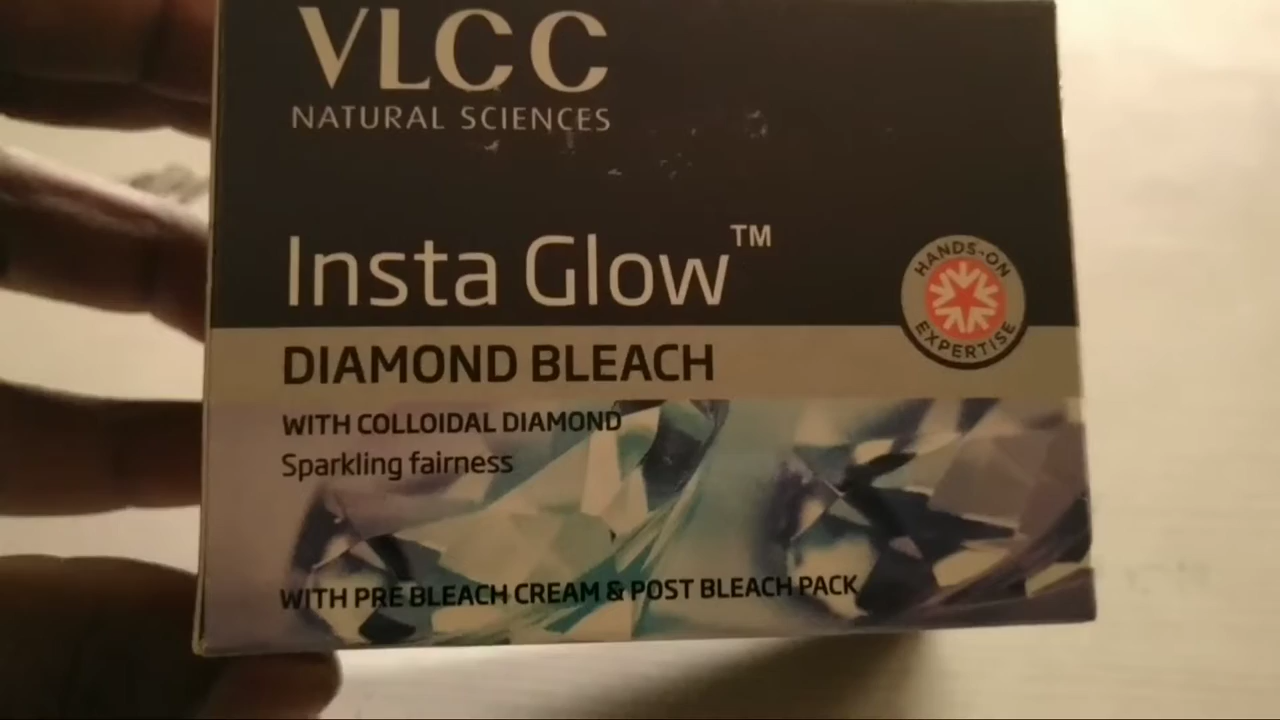 VLCC
NATURAL SCIENCES
Insta Glow™
HANDS-ON
EXPERTISE
DIAMOND BLEACH
WITH COLLOIDAL DIAMOND
Sparkling fairness
WITH PRE BLEACH CREAM & POST BLEACH PACK